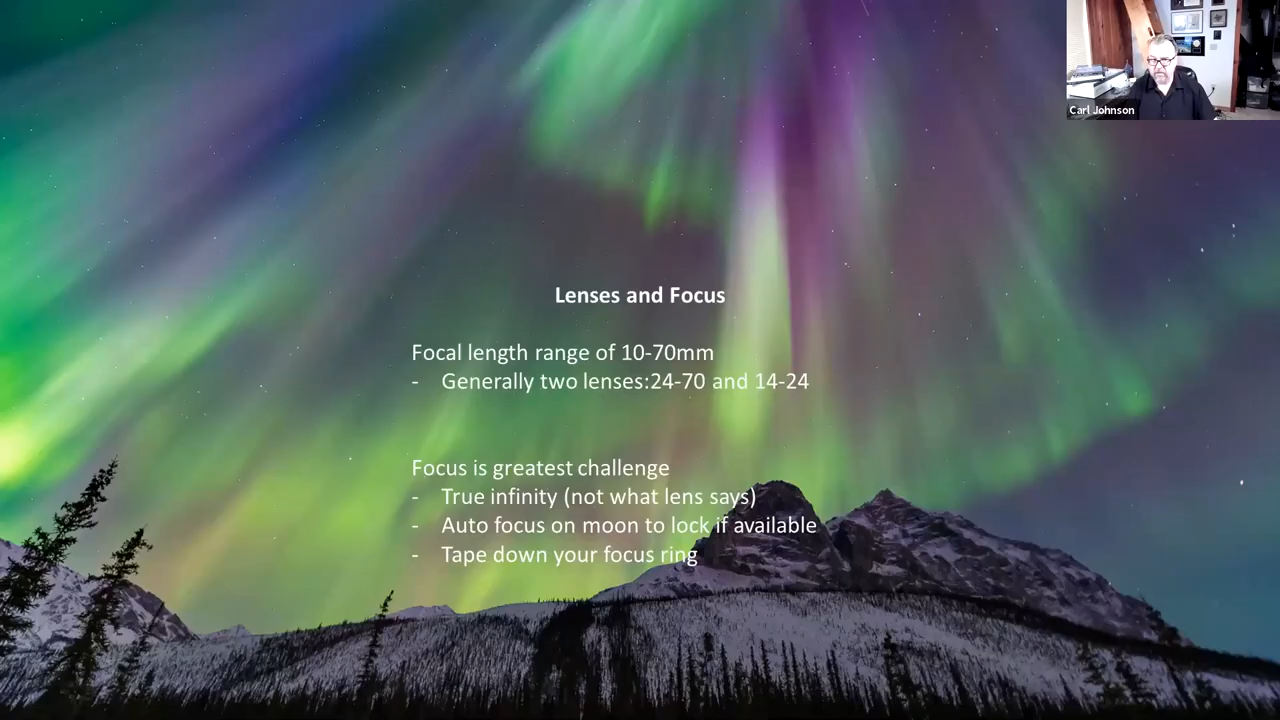 Carl Johnson
Lenses and Focus
Focal length range of 10-70mm
- Generally two lenses:24-70 and 14-24
Focus is greatest challenge
- True infinity (not what lens says)
- Auto focus on moon to lock if available
- Tape down your focus ring